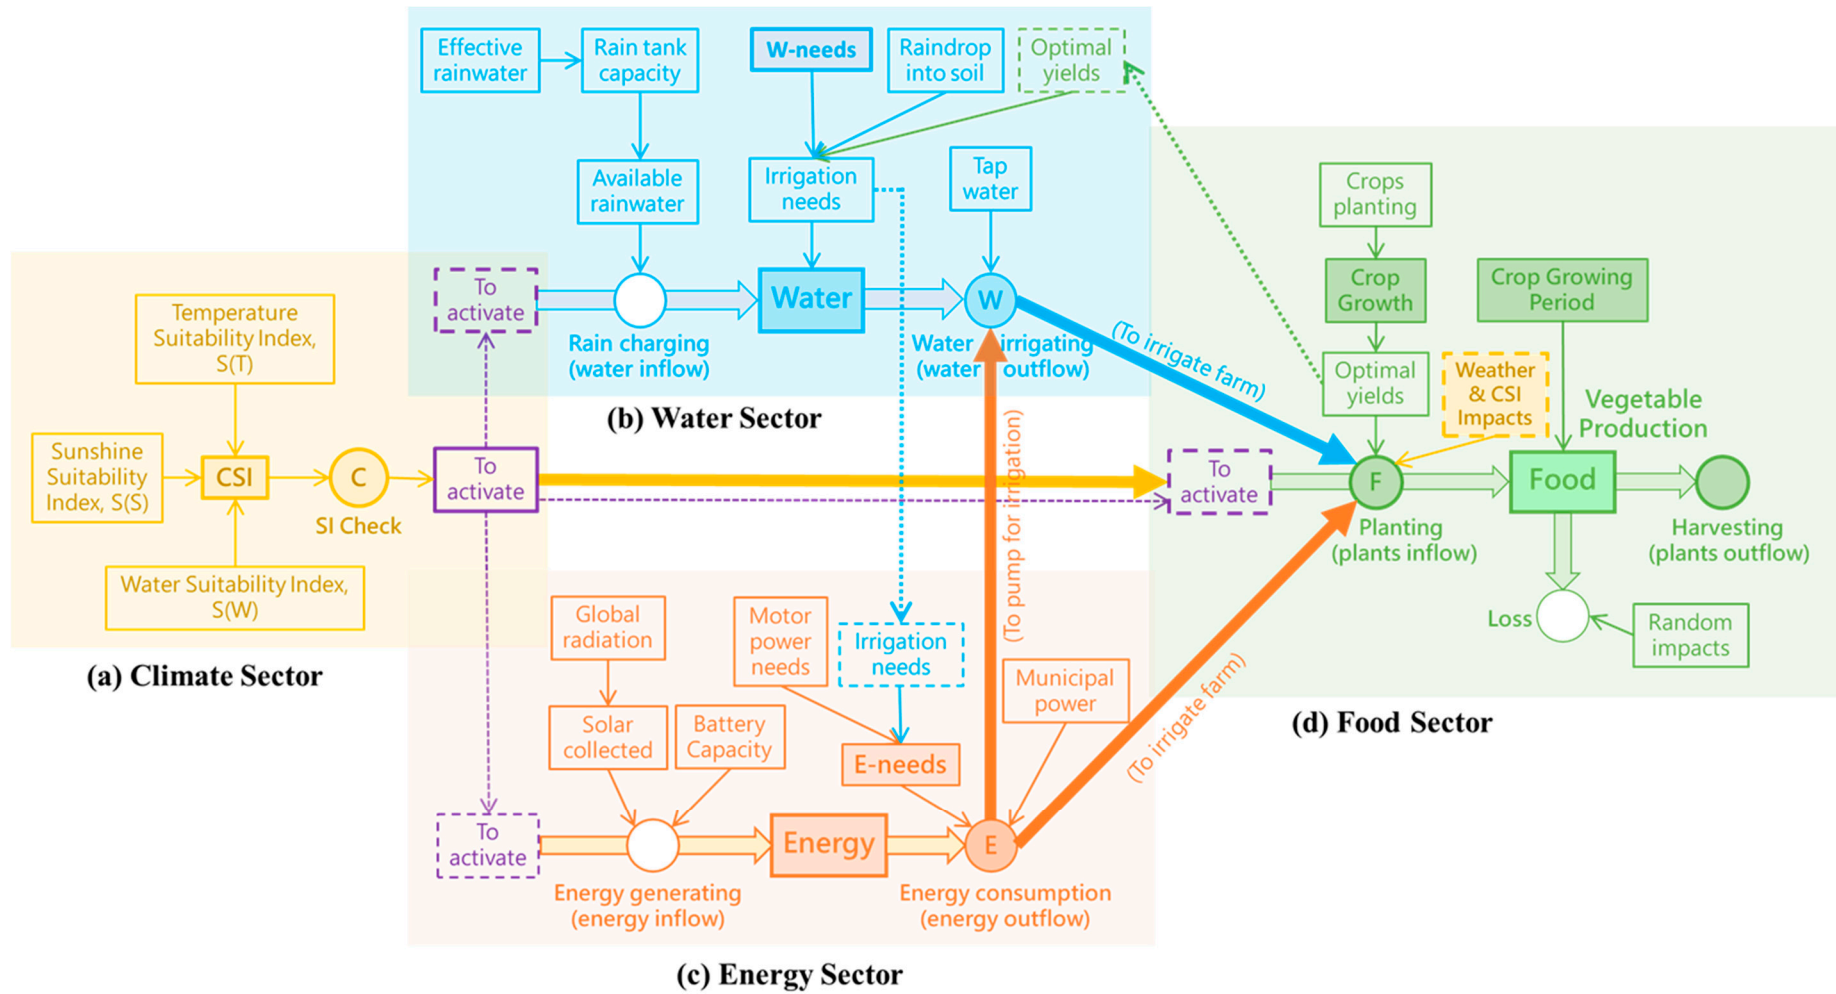 Effective
rainwater
Rain tank
capacity
W-needs
Raindrop
into soil
Optimal
yields
Available
rainwater
Irrigation
needs
Tap
water
To
activate
Water
W
Rain charging
(water inflow)
Water irrigating
(water outflow)
(To irrigate farm)
(b) Water Sector
Temperature
Suitability Index,
S(T)
Sunshine
Suitability
Index, S(S)
CSI
C
SI Check
To
activate
Water Suitability Index,
S(W)
(a) Climate Sector
Crops
planting
Crop
Growth
Crop Growing
Period
Optimal
yields
Weather
& CSI
Impacts
Vegetable
Production
To
activate
F
Food
Planting
(plants inflow)
Harvesting
(plants outflow)
Loss
Random
impacts
(d) Food Sector
(To pump for irrigation)
(To irrigate farm)
Global
radiation
Motor
power
needs
Irrigation
needs
Municipal
power
Solar
collected
Battery
Capacity
E-needs
To
activate
Energy
E
Energy generating
(energy inflow)
Energy consumption
(energy outflow)
(c) Energy Sector